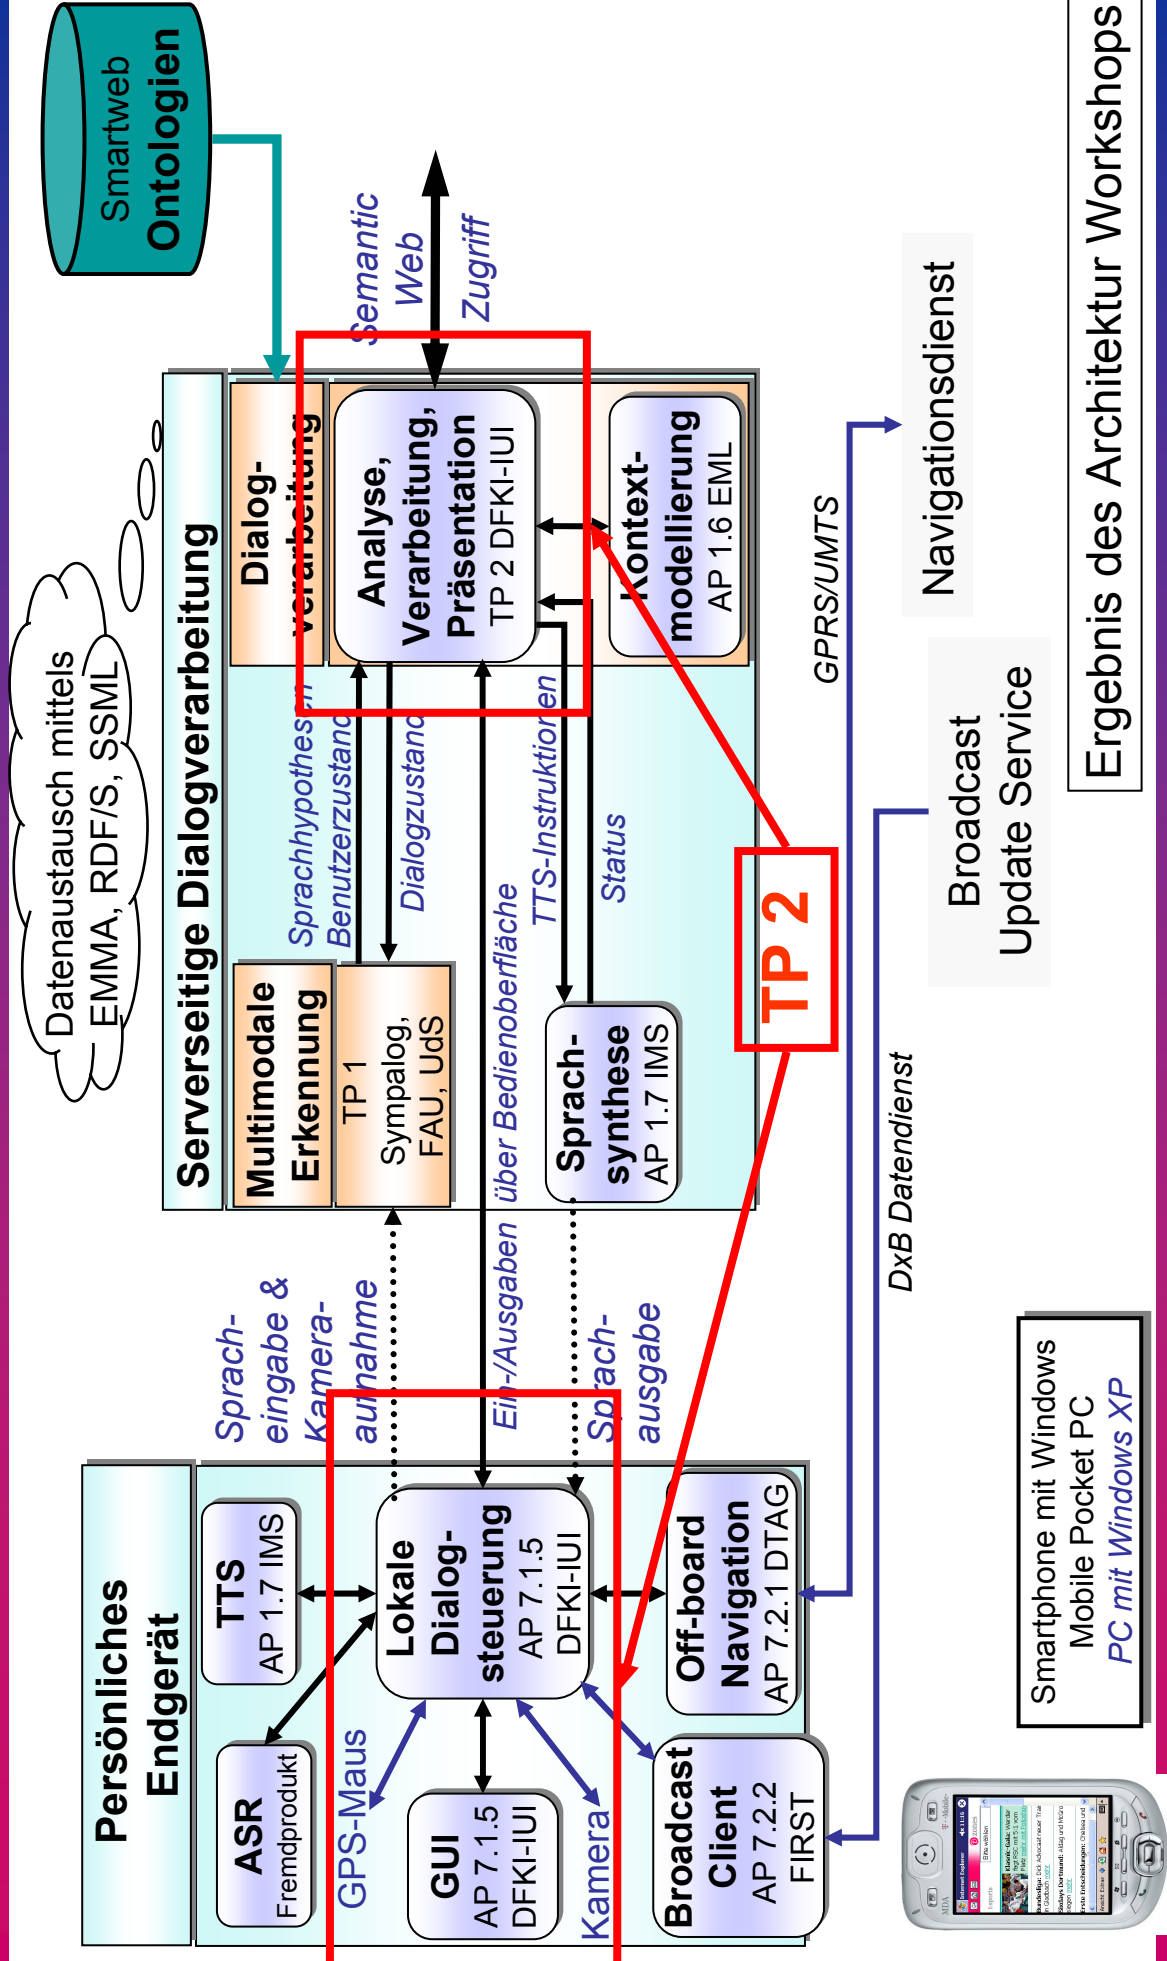 Persönliches
Endgerät
ASR
Fremdprodukt
TTS
AP 1.7 IMS
GPS-Maus
GUI
AP 7.1.5
DFKI-IUI
Kamera
Lokale
Dialog-
steuerung
AP 7.1.5
DFKI-IUI
Broadcast
Client
AP 7.2.2
FIRST
Off-board
Navigation
AP 7.2.1 DTAG
Sprach-
eingabe &
Kamera-
aufnahme
Ein-/Ausgaben über Bedienoberfläche
Sprach-
ausgabe
Datenaustausch mittels
EMMA, RDF/S, SSML
Serverseitige Dialogverarbeitung
Multimodale
Erkennung
TP 1
Sympalog,
FAU, UdS
Sprachhypothesen
Benutzerzustand
Dialogzustand
TTS-Instruktionen
Status
Sprach-
synthese
AP 1.7 IMS
Dialog-
verarbeitung
Analyse,
Verarbeitung,
Präsentation
TP 2 DFKI-IUI
Kontext-
modellierung
AP 1.6 EML
Smartweb
Ontologien
Semantic
Web
Zugriff
TP 2
GPRS/UMTS
DxB Datendienst
Broadcast
Update Service
Navigationsdienst
Smartphone mit Windows
Mobile Pocket PC
PC mit Windows XP
Ergebnis des Architektur Workshops
MDA
T-Mobile
Internet Explorer
11:16